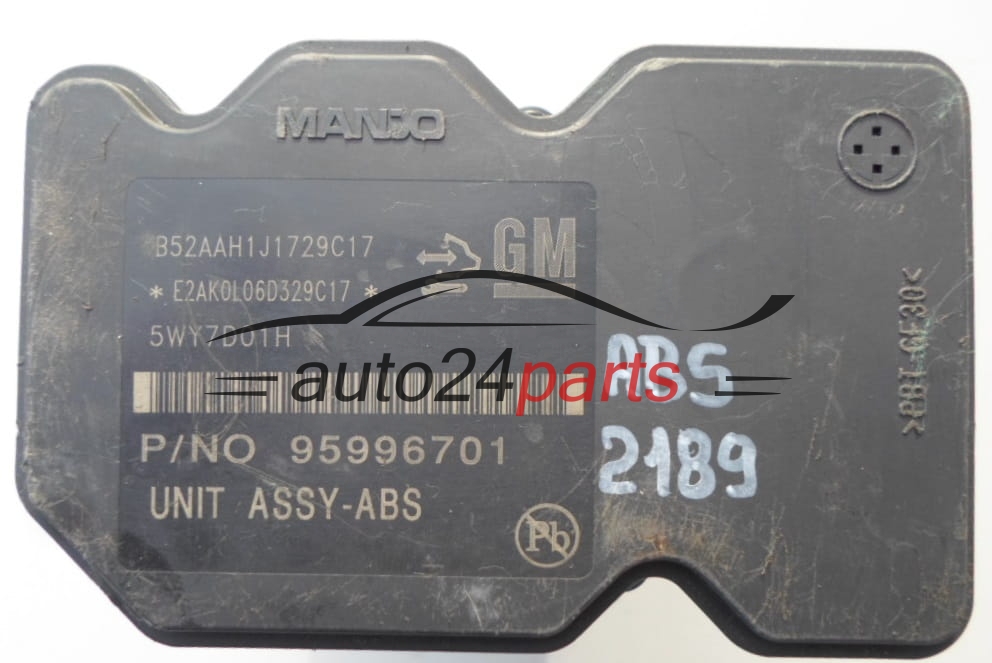 MANDO
B52AAH1J1729C17
GM
* E2AK0L06D329C17 *
5WY7D01H
auto24parts
ABS
2189
P/NO 95996701
UNIT ASSY-ABS
Pb
>PBT-GF30<